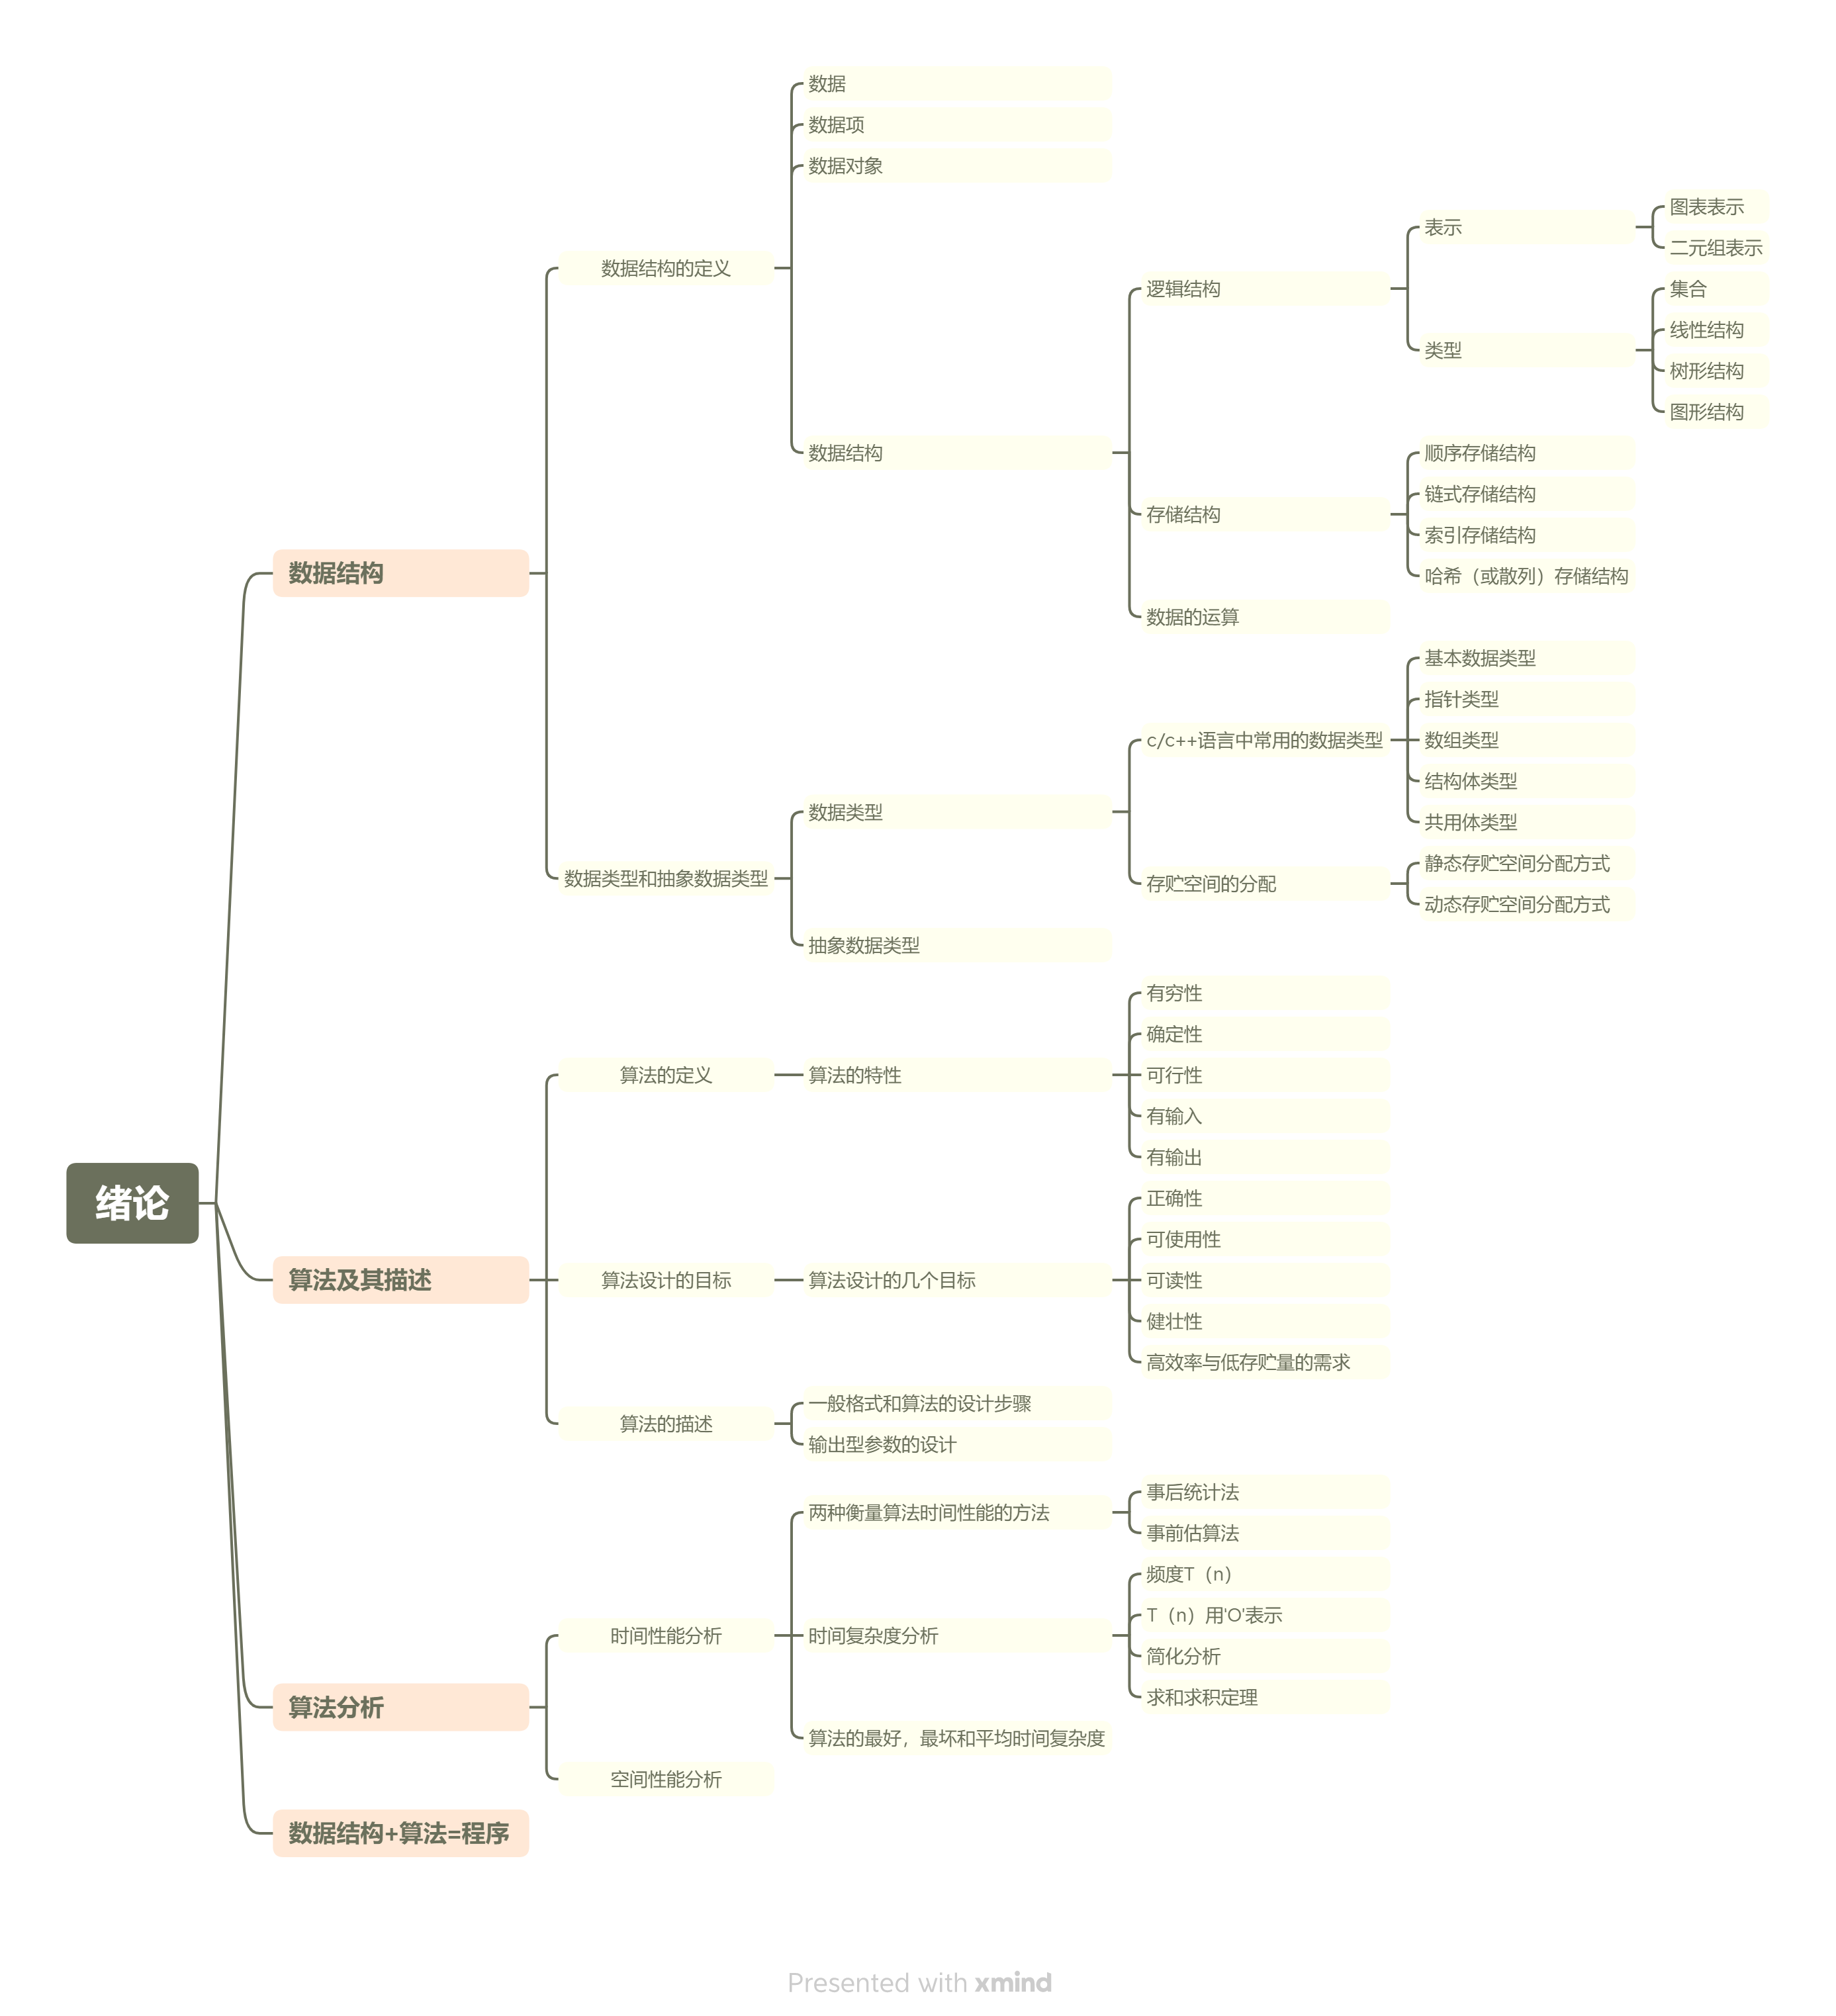 绪论
数据结构
数据结构的定义
数据
数据项
数据对象
数据结构
逻辑结构
表示
图表表示
二元组表示
类型
集合
线性结构
树形结构
图形结构
存储结构
顺序存储结构
链式存储结构
索引存储结构
哈希（或散列）存储结构
数据的运算
数据类型和抽象数据类型
数据类型
c/c++语言中常用的数据类型
基本数据类型
指针类型
数组类型
结构体类型
共用体类型
存贮空间的分配
静态存贮空间分配方式
动态存贮空间分配方式
抽象数据类型
算法及其描述
算法的定义
算法的特性
有穷性
确定性
可行性
有输入
有输出
算法设计的目标
算法设计的几个目标
正确性
可使用性
可读性
健壮性
高效率与低存贮量的需求
算法的描述
一般格式和算法的设计步骤
输出型参数的设计
算法分析
时间性能分析
两种衡量算法时间性能的方法
事后统计法
事前估算法
时间复杂度分析
频度T（n）
T（n）用'O'表示
简化分析
求和求积定理
算法的最好，最坏和平均时间复杂度
空间性能分析
数据结构+算法=程序
Presented with xmind